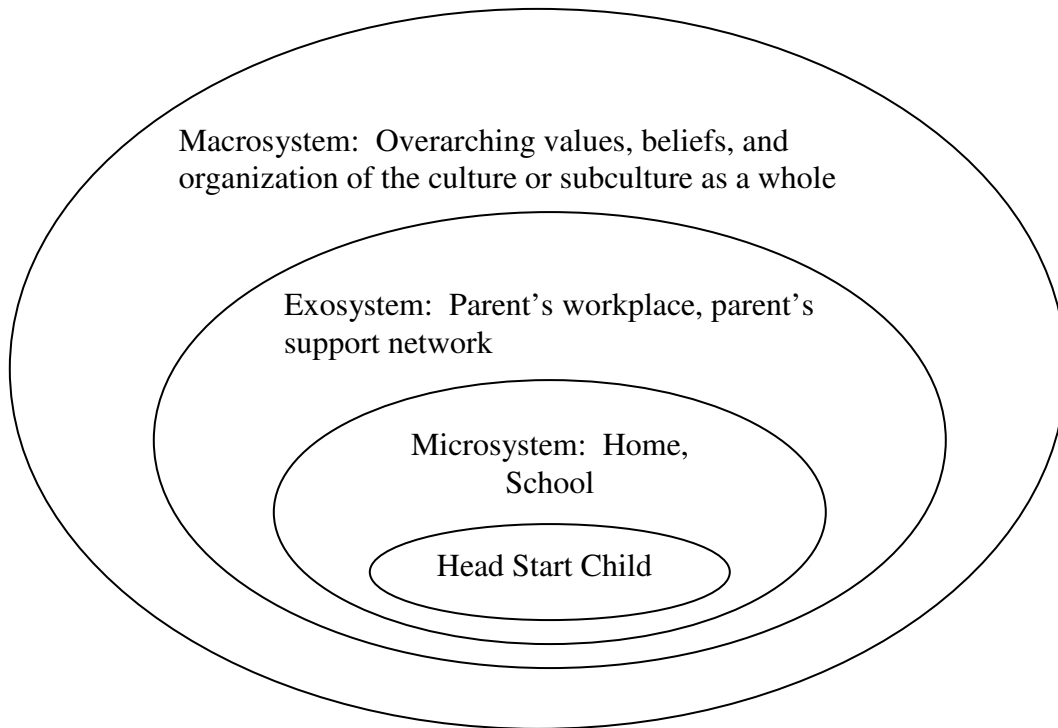 Macrosystem:  Overarching values, beliefs, and
organization of the culture or subculture as a whole
Exosystem:  Parent’s workplace, parent’s
support network
Microsystem:  Home,
School
Head Start Child